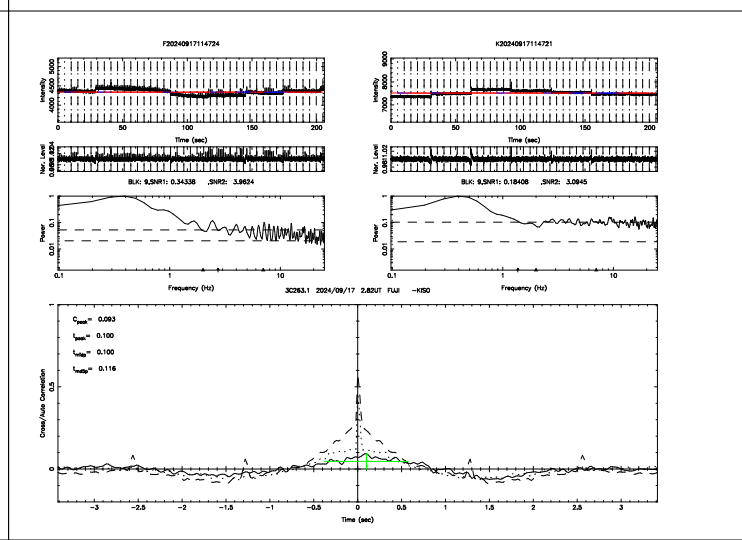 F20240917114724
K20240917114721
Intensity
4000 4500 5000
0 50 100 150 200
Time (sec)
Intensity
7000 8000 9000
0 50 100 150 200
Time (sec)
Nor. Level
Nor. Level
BLK: 9,SNR1: 0.34338 ,SNR2: 3.9624
BLK: 9,SNR1: 0.18408 ,SNR2: 3.0945
Power
1
0.1
0.01
0.1 1 10
Frequency (Hz)
Power
1
0.1
0.01
0.1 1 10
Frequency (Hz)
3C263.1 2024/09/17 2.82UT FUJI -KISO
Cpeak= 0.093
tpeak= 0.100
tmidp= 0.100
tmd5p= 0.116
Cross/Auto Correlation
0 0.5 1
-3 -2.5 -2 -1.5 -1 -0.5 0 0.5 1 1.5 2 2.5 3
Time (sec)